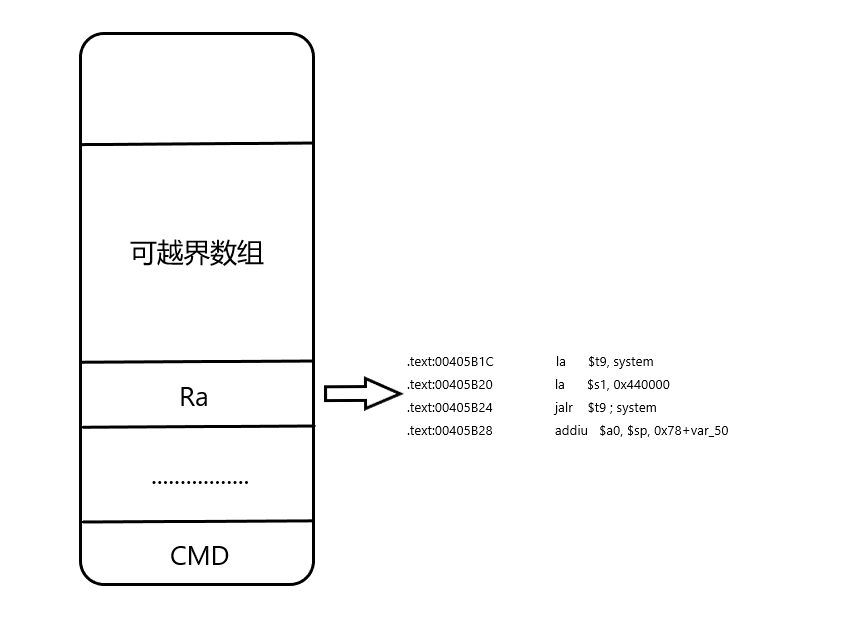 可越界数组
.text:00405B1C la $t9, system
Ra
.text:00405B20 la $s1, 0x440000
.text:00405B24 jalr $t9 ; system
.text:00405B28 addiu $a0, $sp, 0x78+var_50
.................
CMD